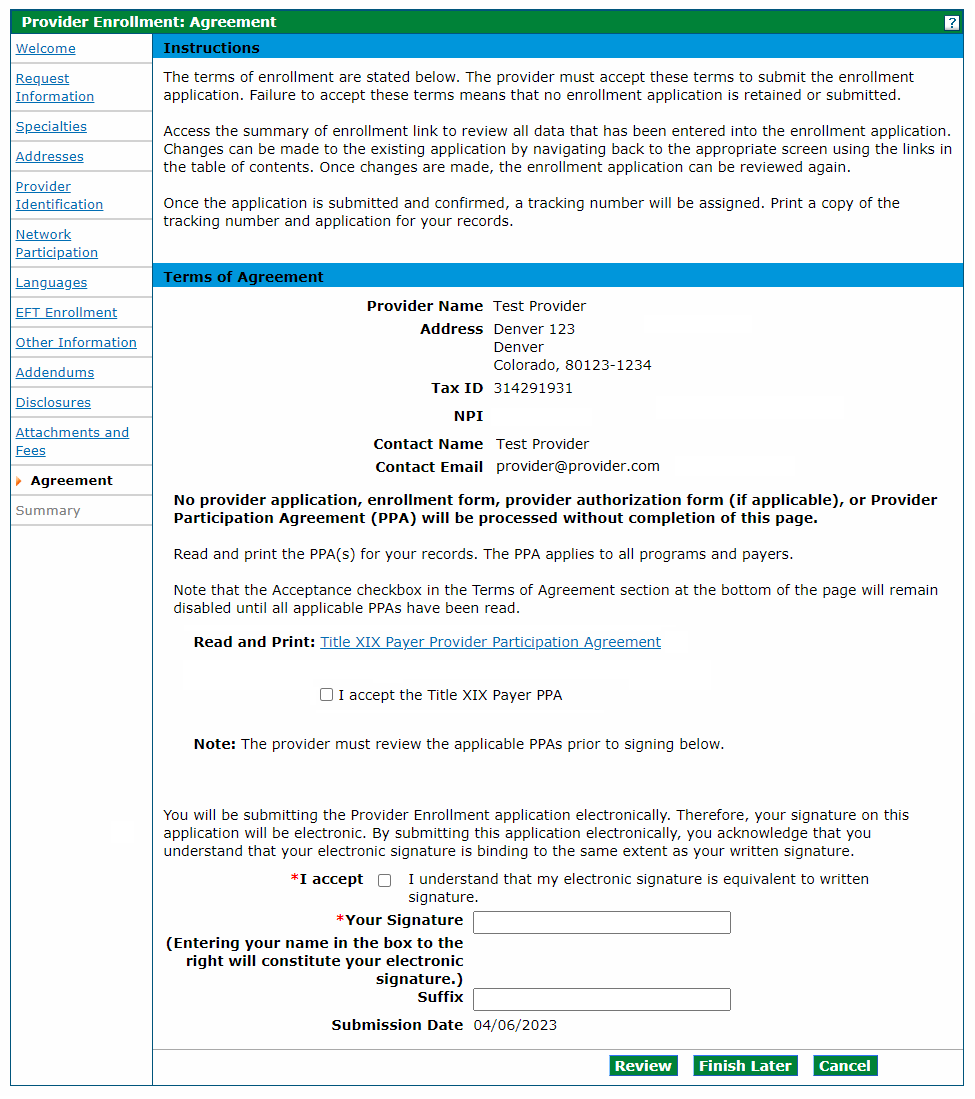 Provider Enrollment: Agreement
?
Welcome
Request
Information
Specialties
Addresses
Provider
Identification
Network
Participation
Languages
EFT Enrollment
Other Information
Addendums
Disclosures
Attachments and
Fees
Agreement
Summary
Instructions
The terms of enrollment are stated below. The provider must accept these terms to submit the enrollment
application. Failure to accept these terms means that no enrollment application is retained or submitted.
Access the summary of enrollment link to review all data that has been entered into the enrollment application.
Changes can be made to the existing application by navigating back to the appropriate screen using the links in
the table of contents. Once changes are made, the enrollment application can be reviewed again.
Once the application is submitted and confirmed, a tracking number will be assigned. Print a copy of the
tracking number and application for your records.
Terms of Agreement
Provider Name Test Provider
Address Denver 123
Denver
Colorado, 80123-1234
Tax ID 314291931
NPI
Contact Name Test Provider
Contact Email provider@provider.com
No provider application, enrollment form, provider authorization form (if applicable), or Provider
Participation Agreement (PPA) will be processed without completion of this page.
Read and print the PPA(s) for your records. The PPA applies to all programs and payers.
Note that the Acceptance checkbox in the Terms of Agreement section at the bottom of the page will remain
disabled until all applicable PPAs have been read.
Read and Print: Title XIX Payer Provider Participation Agreement
I accept the Title XIX Payer PPA
Note: The provider must review the applicable PPAs prior to signing below.
You will be submitting the Provider Enrollment application electronically. Therefore, your signature on this
application will be electronic. By submitting this application electronically, you acknowledge that you
understand that your electronic signature is binding to the same extent as your written signature.
*I accept I understand that my electronic signature is equivalent to written
signature.
*Your Signature
(Entering your name in the box to the
right will constitute your electronic
signature.)
Suffix
Submission Date 04/06/2023
Review Finish Later Cancel